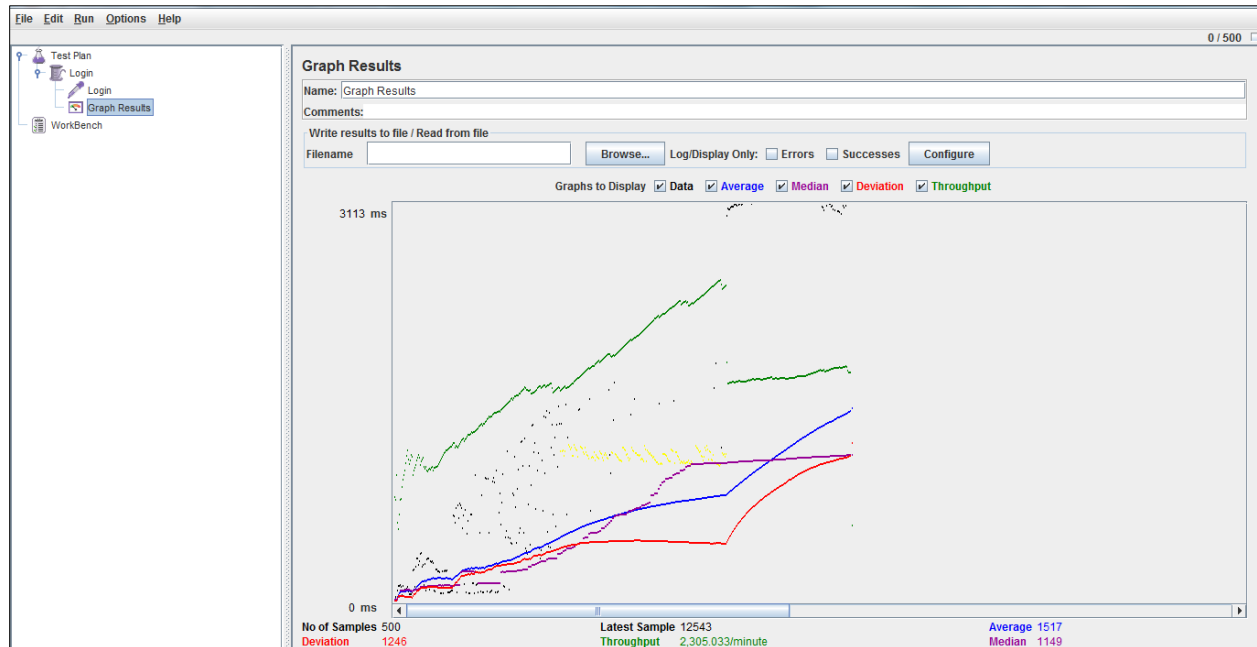 File Edit Run Options Help
0 / 500
Test Plan
Login
Login
Graph Results
WorkBench
Graph Results
Name: Graph Results
Comments:
Write results to file / Read from file
Filename Browse... Log/Display Only: Errors Successes Configure
Graphs to Display Data Average Median Deviation Throughput
3113 ms
0 ms
No of Samples 500 Latest Sample 12543 Average 1517
Deviation 1246 Throughput 2,305.033/minute Median 1149